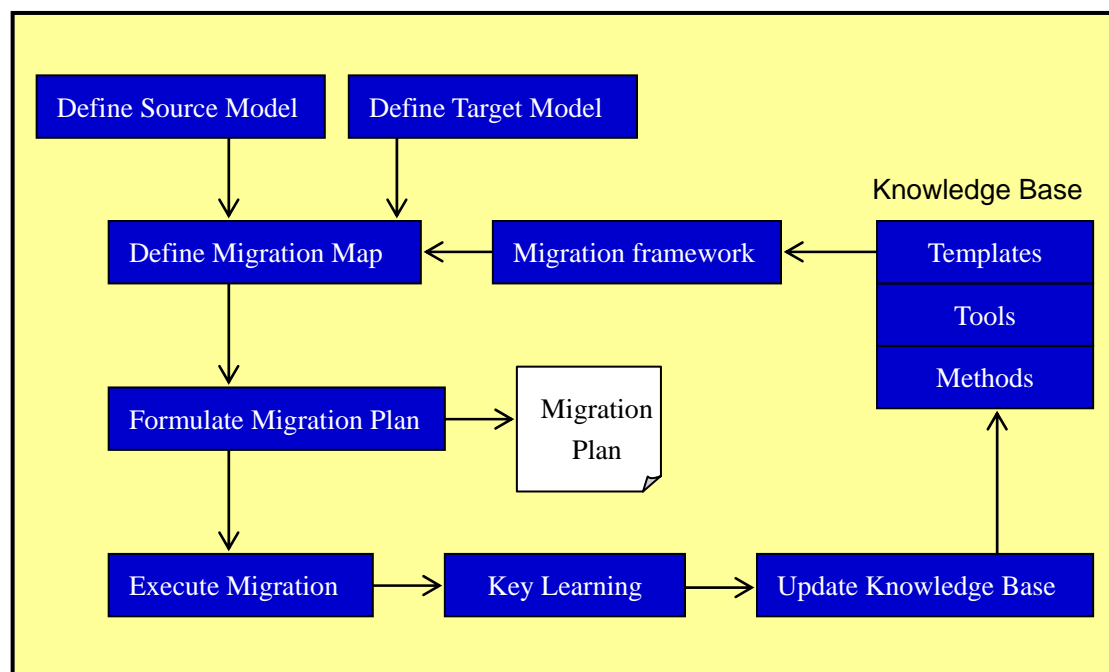 Define Source Model
Define Target Model
Knowledge Base
Define Migration Map
Migration framework
Templates
Tools
Methods
Formulate Migration Plan
Migration
Plan
Execute Migration
Key Learning
Update Knowledge Base